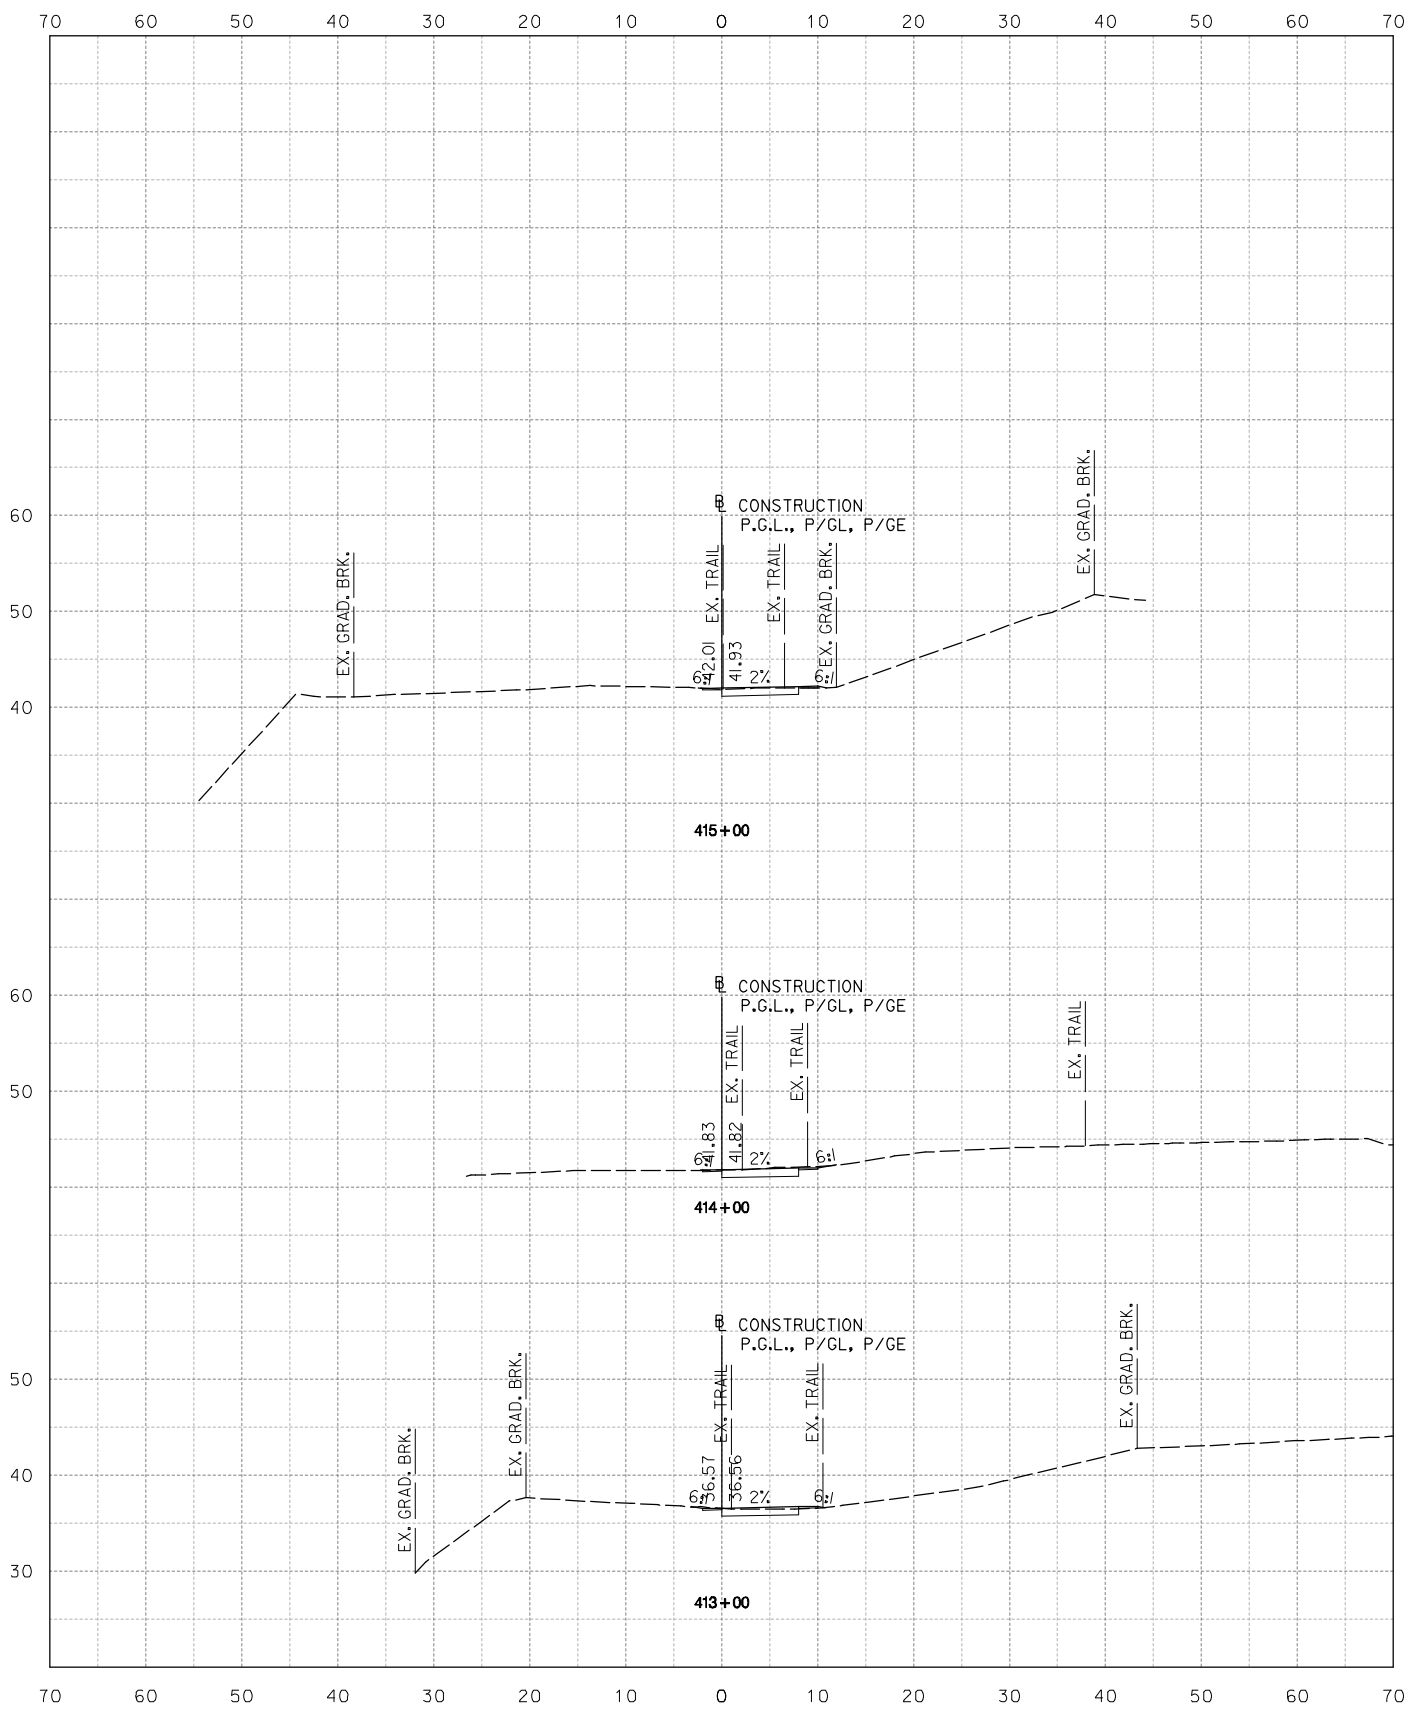 70 60 50 40 30 20 10 0 10 20 30 40 50 60 70
60
50
40
EX. GRAD. BRK.
BL CONSTRUCTION
P.G.L., P/GL, P/GE
EX. TRAIL
EX. TRAIL
EX. GRAD. BRK.
EX. GRAD. BRK.
42.01
41.93
6:1
2%
6:1
415+00
60
50
BL CONSTRUCTION
P.G.L., P/GL, P/GE
EX. TRAIL
EX. TRAIL
EX. TRAIL
41.83
41.82
6:1
2%
6:1
414+00
50
40
30
EX. GRAD. BRK.
EX. GRAD. BRK.
BL CONSTRUCTION
P.G.L., P/GL, P/GE
EX. TRAIL
EX. TRAIL
EX. GRAD. BRK.
36.57
36.56
6:1
2%
6:1
413+00
70 60 50 40 30 20 10 0 10 20 30 40 50 60 70